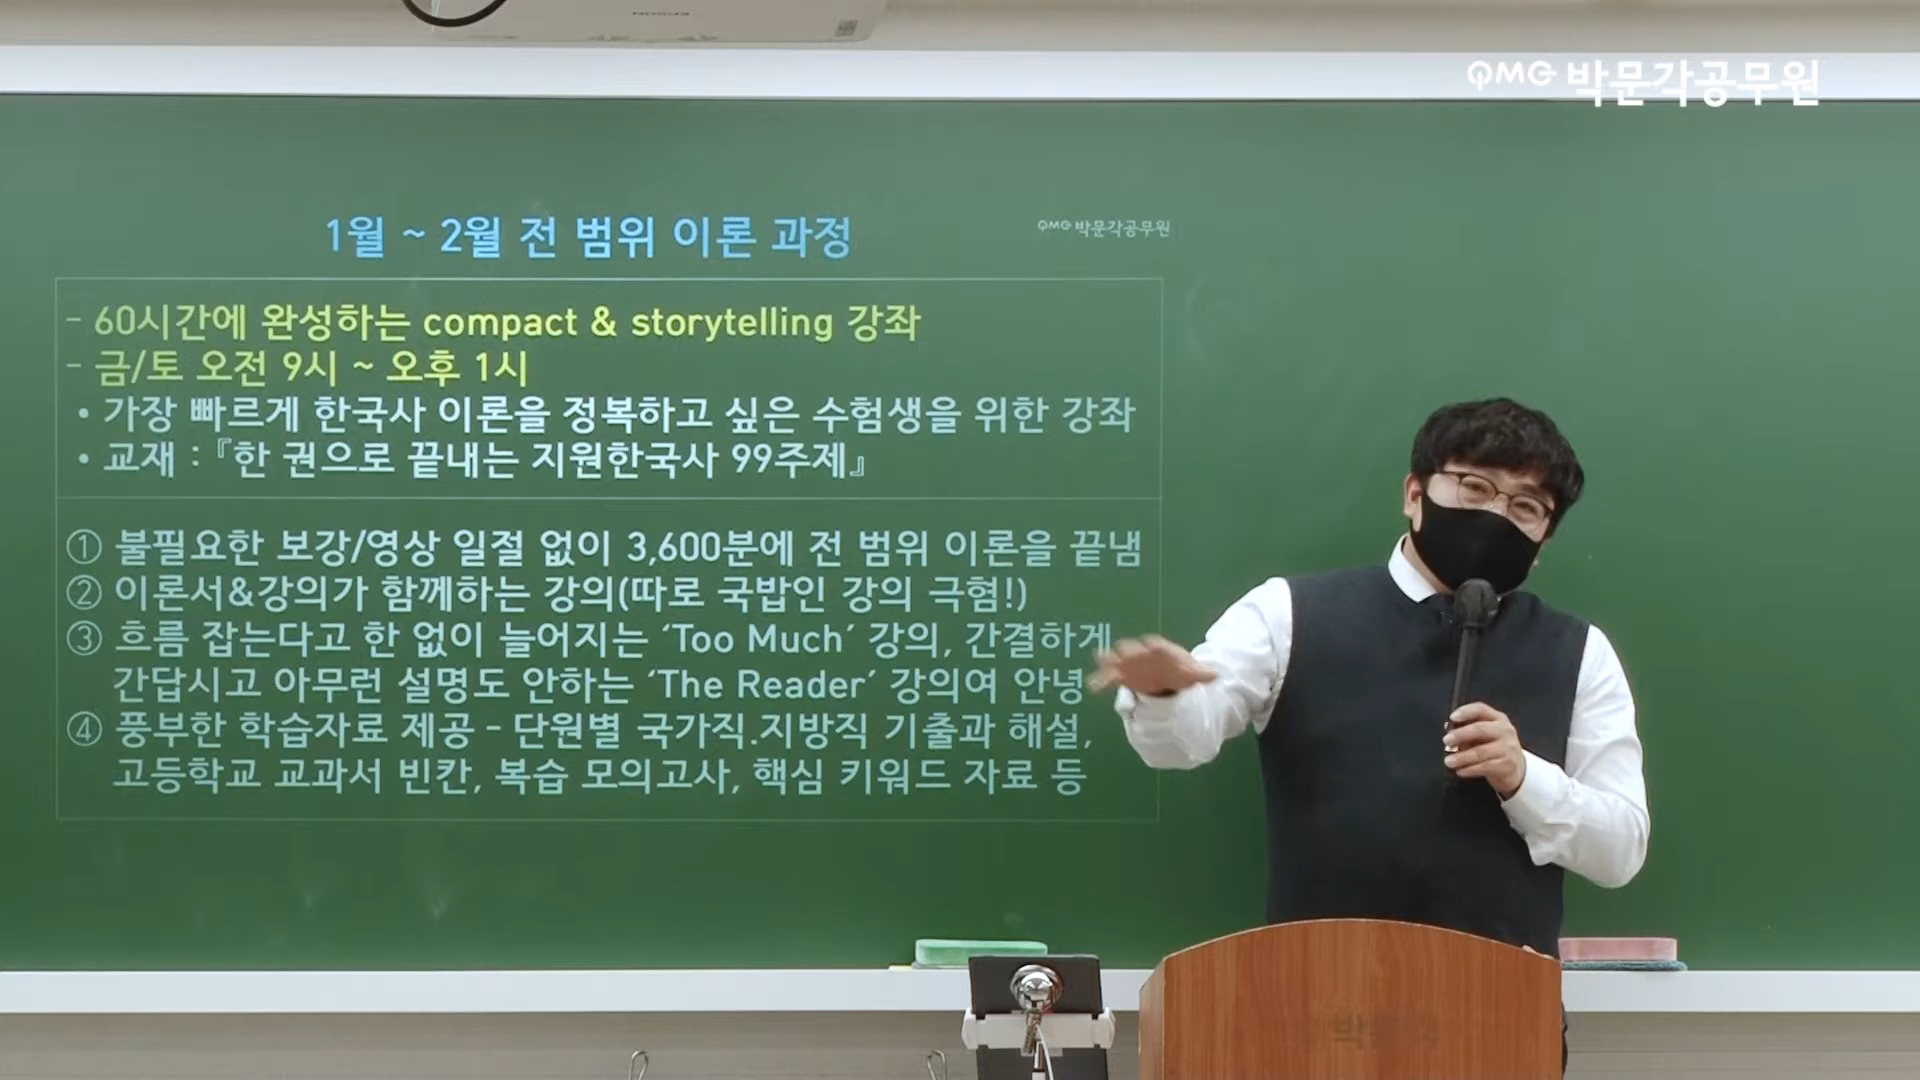 PMG 박문각공무원
1월 ~ 2월 전 범위 이론 과정
PMG 박문각공무원
- 60시간에 완성하는 compact & storytelling 강좌
- 금/토 오전 9시 ~ 오후 1시
• 가장 빠르게 한국사 이론을 정복하고 싶은 수험생을 위한 강좌
• 교재 : 『한 권으로 끝내는 지원한국사 99주제』
① 불필요한 보강/영상 일절 없이 3,600분에 전 범위 이론을 끝냄
② 이론서&강의가 함께하는 강의(따로 국밥인 강의 극혐!)
③ 흐름 잡는다고 한 없이 늘어지는 ‘Too Much’ 강의, 간결하게
간답시고 아무런 설명도 안하는 ‘The Reader’ 강의여 안녕
④ 풍부한 학습자료 제공 - 단원별 국가직.지방직 기출과 해설,
고등학교 교과서 빈칸, 복습 모의고사, 핵심 키워드 자료 등